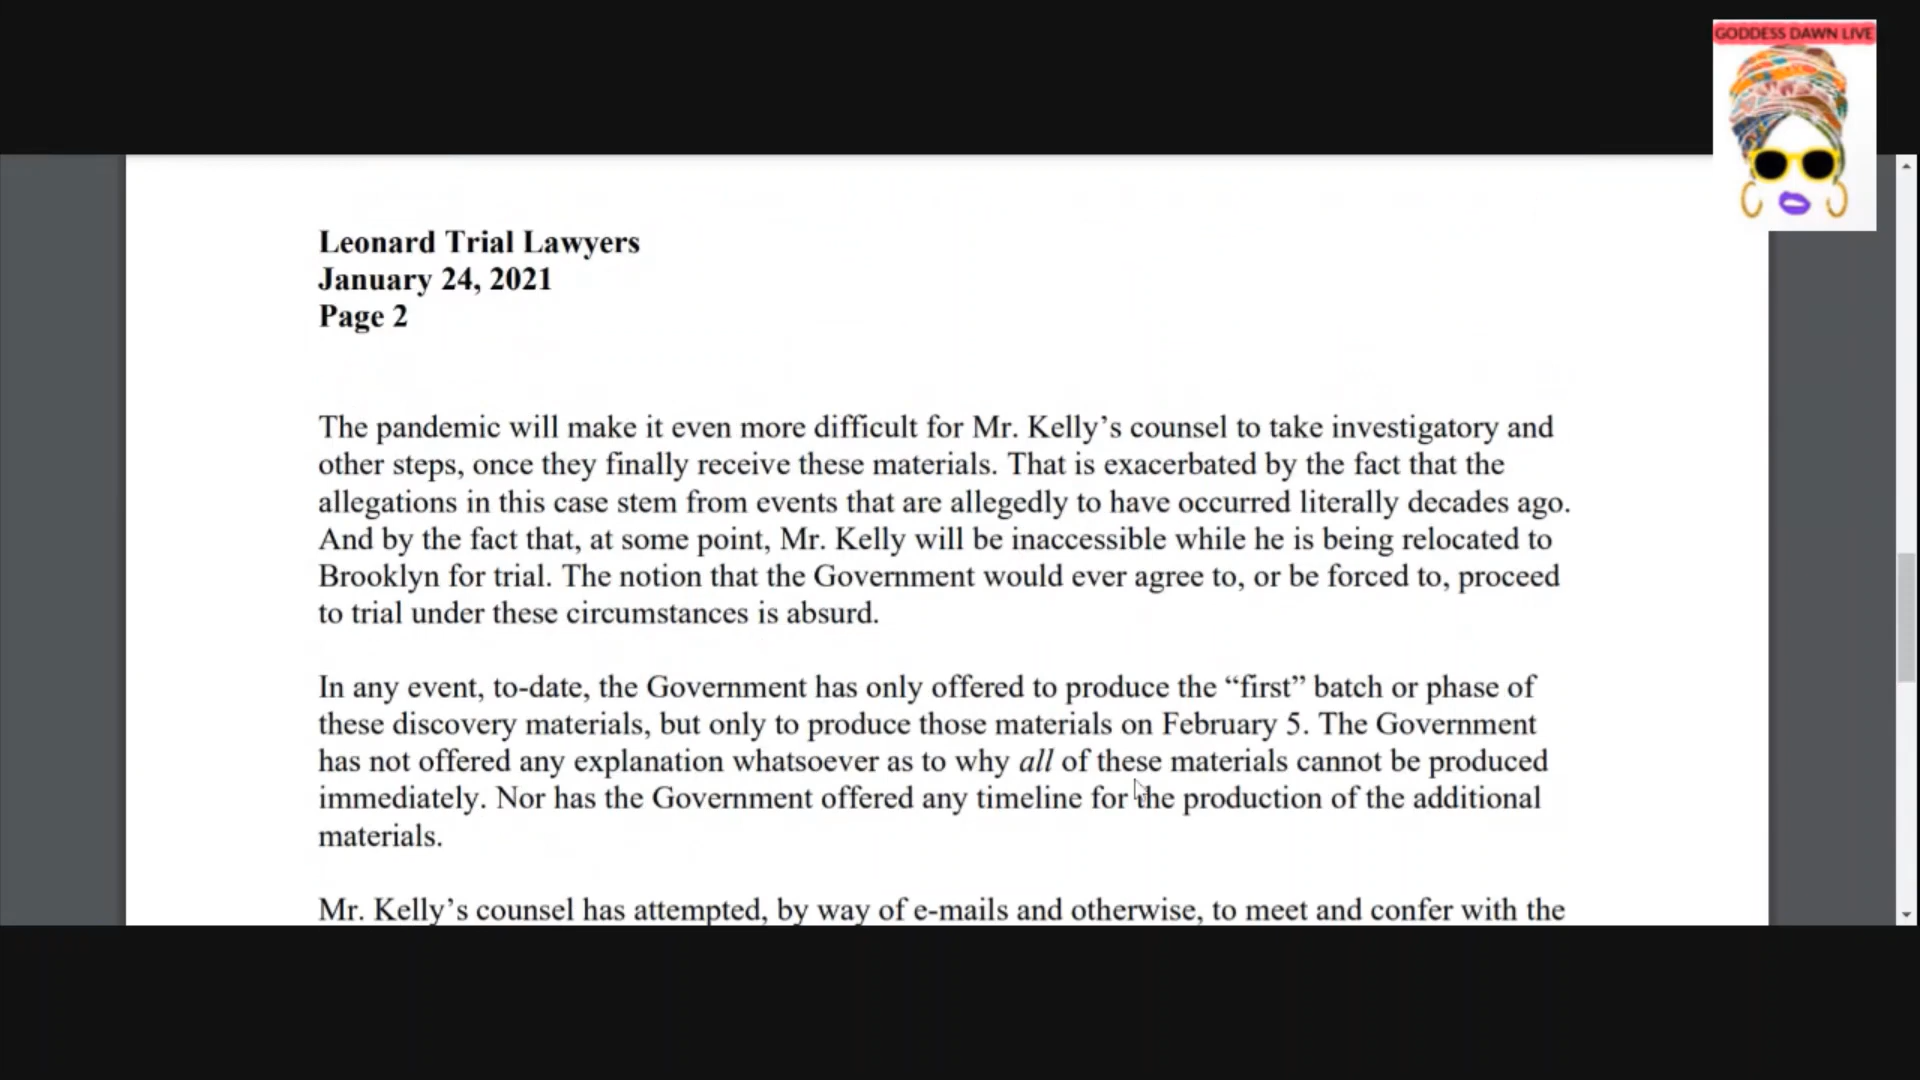 GODDESS DAWN LIVE
Leonard Trial Lawyers
January 24, 2021
Page 2
The pandemic will make it even more difficult for Mr. Kelly’s counsel to take investigatory and
other steps, once they finally receive these materials. That is exacerbated by the fact that the
allegations in this case stem from events that are allegedly to have occurred literally decades ago.
And by the fact that, at some point, Mr. Kelly will be inaccessible while he is being relocated to
Brooklyn for trial. The notion that the Government would ever agree to, or be forced to, proceed
to trial under these circumstances is absurd.
In any event, to-date, the Government has only offered to produce the “first” batch or phase of
these discovery materials, but only to produce those materials on February 5. The Government
has not offered any explanation whatsoever as to why all of these materials cannot be produced
immediately. Nor has the Government offered any timeline for the production of the additional
materials.
Mr. Kelly’s counsel has attempted, by way of e-mails and otherwise, to meet and confer with the